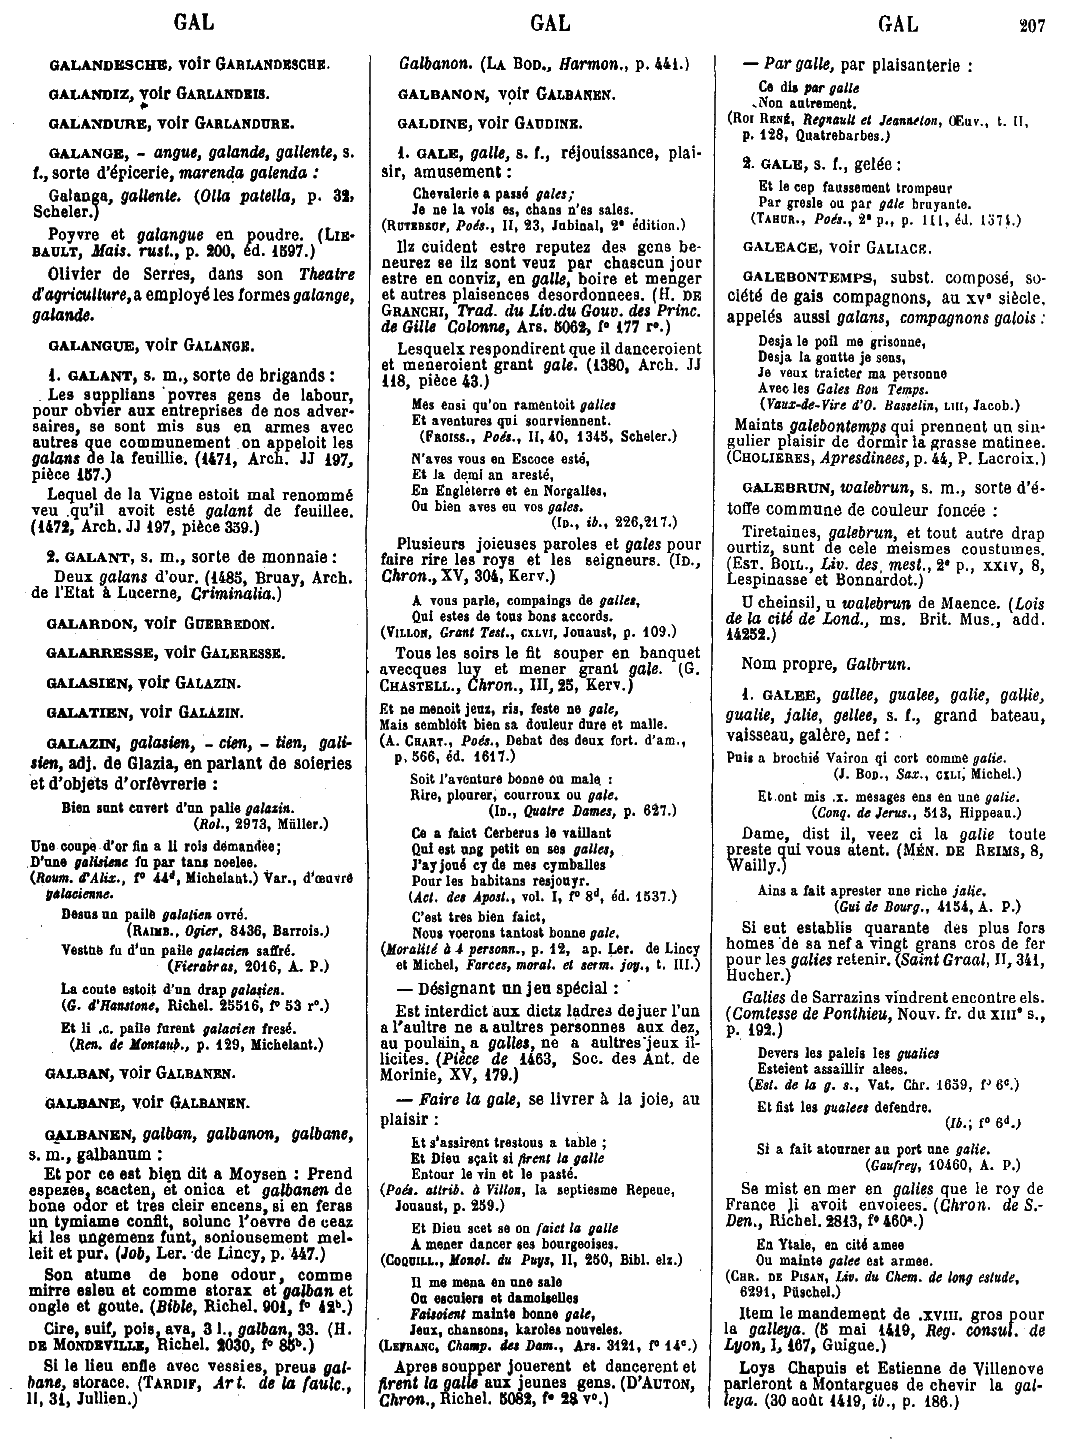 GAL
GAL
GAL
207
GALANDESCHE, voir GARLANDESCHE.
GALANDIZ, voir GARLANDEIS.
GALANDURE, voir GARLANDURE.
GALANGE, - angue, galande, gallente, s.
f., sorte d'épicerie, marenda galenda :
Galanga, gallente. (Olla patella, p. 32,
Scheler.)
Poyvre et galangue en poudre. (LIE-
BAULT, Mais. rust., p. 200, éd. 1597.)
Olivier de Serres, dans son Theatre
d'agriculture, a employé les formes galange,
galande.
GALANGUE, voir GALANGE.
1. GALANT, s. m., sorte de brigands :
Les supplians povres gens de labour,
pour obvier aux entreprises de nos adver-
saires, se sont mis sus en armes avec
autres que communement on appeloit les
galans de la feuillie. (1471, Arch. JJ 197,
pièce 157.)
Lequel de la Vigne estoit mal renommé
veu qu'il avoit esté galant de feuillee.
(1472, Arch. JJ 197, pièce 339.)
2. GALANT, s. m., sorte de monnaie :
Deux galans d'our. (1485, Bruay, Arch.
de l'Etat à Lucerne, Criminalia.)
GALARDON, voir GUERREDON.
GALARRESSE, voir GALERESSE.
GALASIEN, voir GALAZIN.
GALATIEN, voir GALAZIN.
GALAZIN, galasien, - cien, - tien, gali-
sien, adj. de Glazia, en parlant de soieries
et d'objets d'orfèvrerie :
Bien sunt cuvert d'un palie galazin.
(Rol., 2973, Müller.)
Une coupe d'or fin a li rois demandee;
D'une galisiene fu par tans noelee.
(Roum. d'Alix., f° 44d, Michelant.) Var., d'œuvre
galacienne.
Desus un paile galatien ovré.
(RAIMB., Ogier, 8436, Barrois.)
Vestue fu d'un paile galacien saffré.
(Fierabras, 2016, A. P.)
La coute estoit d'un drap galasien.
(G. d'Hanstone, Richel. 25516, f° 53 r°.)
Et li .c. paile furent galacien fresé.
(Ren. de Montaub., p. 129, Michelant.)
GALBAN, voir GALBANEN.
GALBANE, voir GALBANEN.
GALBANEN, galban, galbanon, galbane,
s. m., galbanum :
Et por ce est bien dit a Moysen : Prend
espezes, scacten, et onica et galbanen de
bone odor et tres cleir encens, si en feras
un tymiame confit, solunc l'oevre de ceaz
ki les ungemenz funt, soniousement mel-
leit et pur. (Job, Ler. de Lincy, p. 447.)
Son atume de bone odour, comme
mirre esleu et comme storax et galban et
ongle et goute. (Bible, Richel. 901, f° 42b.)
Cire, suif, pois, ava, 3 l., galban, 33. (H.
DE MONDEVILLE, Richel. 2030, f° 85b.)
Si le lieu enfle avec vessies, preus gal-
bane, storace. (TARDIF, Art. de la faulc.,
II, 31, Jullien.)
Galbanon. (LA BOD., Harmon., p. 441.)
GALBANON, voir GALBANEN.
GALDINE, voir GAUDINE.
1. GALE, galle, s. f., réjouissance, plai-
sir, amusement :
Chevalerie a passé gales;
Je ne la vois es, chans n'es sales.
(RUTEBEUF, Poés., II, 23, Jubinal, 2e édition.)
Ilz cuident estre reputez des gens be-
neurez se ilz sont veuz par chascun jour
estre en conviz, en galle, boire et menger
et autres plaisences desordonnees. (H. DE
GRANCHI, Trad. du Liv. du Gouv. des Princ.
de Gille Colonne, Ars. 5062, f° 177 r°.)
Lesquelx respondirent que il danceroient
et meneroient grant gale. (1380, Arch. JJ
118, pièce 43.)
Mes ensi qu'on ramentoit galles
Et aventures qui sourviennent.
(FROISS., Poés., II, 40, 1345, Scheler.)
N'aves vous en Escoce esté,
Et la demi an aresté,
En Engleterre et en Norgalles,
Ou bien aves eu vos gales.
(ID., ib., 226,217.)
Plusieurs joieuses paroles et gales pour
faire rire les roys et les seigneurs. (ID.,
Chron., XV, 304, Kerv.)
A vous parle, compaings de galles,
Qui estes de tous bons accords.
(VILLON, Grant Test., CXLVI, Jouaust, p. 109.)
Tous les soirs le fit souper en banquet
avecques luy et mener grant gale. (G.
CHASTELL., Chron., III, 25, Kerv.)
Et ne menoit jeuz, ris, feste ne gale,
Mais sembloit bien sa douleur dure et malle.
(A. CHART., Poés., Debat des deux fort. d'am.,
p. 566, éd. 1617.)
Soit l'aventure bonne ou male :
Rire, plourer, courroux ou gale.
(ID., Quatre Dames, p. 627.)
Ce a faict Cerberus le vaillant
Qui est ung petit en ses galles,
J'ay joué cy de mes cymballes
Pour les habitans resjouyr.
(Act. des Apost., vol. I, f° 8d, éd. 1537.)
C'est tres bien faict,
Nous voerons tantost bonne gale.
(Moralité à 4 personn., p. 12, ap. Ler. de Lincy
et Michel, Farces, moral. et serm. joy., t. III.)
— Désignant un jeu spécial :
Est interdict aux dictz ladres de juer l'un
a l'aultre ne a aultres personnes aux dez,
au poulain, a galles, ne a aultres jeux il-
licites. (Pièce de 1463, Soc. des Ant. de
Morinie, XV, 179.)
— Faire la gale, se livrer à la joie, au
plaisir :
Et s'assirent trestous a table ;
Et Dieu sçait si firent la galle
Entour le vin et le pasté.
(Poés. attrib. à Villon, la septiesme Repeue,
Jouaust, p. 259.)
Et Dieu scet se on faict la galle
A mener dancer ses bourgeoises.
(COQUILL., Monol. du Puys, II, 250, Bibl. elz.)
Il me mena en une sale
Ou escuiers et damoiselles
Faisoient mainte bonne gale,
Jeux, chansons, karoles nouveles.
(LEFRANC, Champ. des Dam., Ars. 3121, f° 14c.)
Apres soupper jouerent et dancerent et
firent la galle aux jeunes gens. (D'AUTON,
Chron., Richel. 5082, f° 28 v°.)
— Par galle, par plaisanterie :
Ce dis par galle
Non autrement.
(ROI RENÉ, Regnault et Jeanneton, Œuv., t. II,
p. 128, Quatrebarbes.)
2. GALE, s. f., gelée :
Et le cep faussement trompeur
Par gresle ou par gale bruyante.
(TAHUR., Poés., 2e p., p. 111, éd. 1574.)
GALEACE, voir GALIACE.
GALEBONTEMPS, subst. composé, so-
ciété de gais compagnons, au XVe siècle,
appelés aussi galans, compagnons galois :
Desja le poil me grisonne,
Desja la goutte je sens,
Je veux traicter ma personne
Avec les Gales Bon Temps.
(Vaux-de-Vire d'O. Basselin, LIII, Jacob.)
Maints galebontemps qui prennent un sin-
gulier plaisir de dormir la grasse matinee.
(CHOLIERES, Apresdinees, p. 44, P. Lacroix.)
GALEBRUN, walebrun, s. m., sorte d'é-
toffe commune de couleur foncée :
Tiretaines, galebrun, et tout autre drap
ourtiz, sunt de cele meismes coustumes.
(EST. BOIL., Liv. des mest., 2e p., XXIV, 8,
Lespinasse et Bonnardot.)
U cheinsil, u walebrun de Maence. (Lois
de la cité de Lond., ms. Brit. Mus., add.
14252.)
Nom propre, Galbrun.
1. GALEE, gallee, gualee, galie, gallie,
gualie, jalie, gellee, s. f., grand bateau,
vaisseau, galère, nef :
Puis a brochié Vairon qi cort comme galie.
(J. BOD., Sax., CXLI, Michel.)
Et ont mis .x. mesages ens en une galie.
(Conq. de Jerus., 513, Hippeau.)
Dame, dist il, veez ci la galie toute
preste qui vous atent. (MÉN. DE REIMS, 8,
Wailly.)
Ains a fait aprester une riche jalie.
(Gui de Bourg., 4154, A. P.)
Si eut establis quarante des plus fors
homes de sa nef a vingt grans cros de fer
pour les galies retenir. (Saint Graal, II, 341,
Hucher.)
Galies de Sarrazins vindrent encontre els.
(Comtesse de Ponthieu, Nouv. fr. du XIIIe s.,
p. 192.)
Devers les paleis les gualies
Esteient assaillir alees.
(Est. de la g. s., Vat. Chr. 1659, f° 6c.)
Et fist les gualees defendre.
(Ib., f° 6d.)
Si a fait atourner au port une galie.
(Gaufrey, 10460, A. P.)
Se mist en mer en galies que le roy de
France li avoit envoiees. (Chron. de S.-
Den., Richel. 2813, f° 460a.)
En Ytale, en cité amee
Ou mainte galee est armee.
(CHR. DE PISAN, Liv. du Chem. de long estude,
6291, Püschel.)
Item le mandement de .XVIII. gros pour
la galleya. (5 mai 1419, Reg. consul. de
Lyon, I, 167, Guigue.)
Loys Chapuis et Estienne de Villenove
parleront a Montargues de chevir la gal-
leya. (30 août 1419, ib., p. 186.)